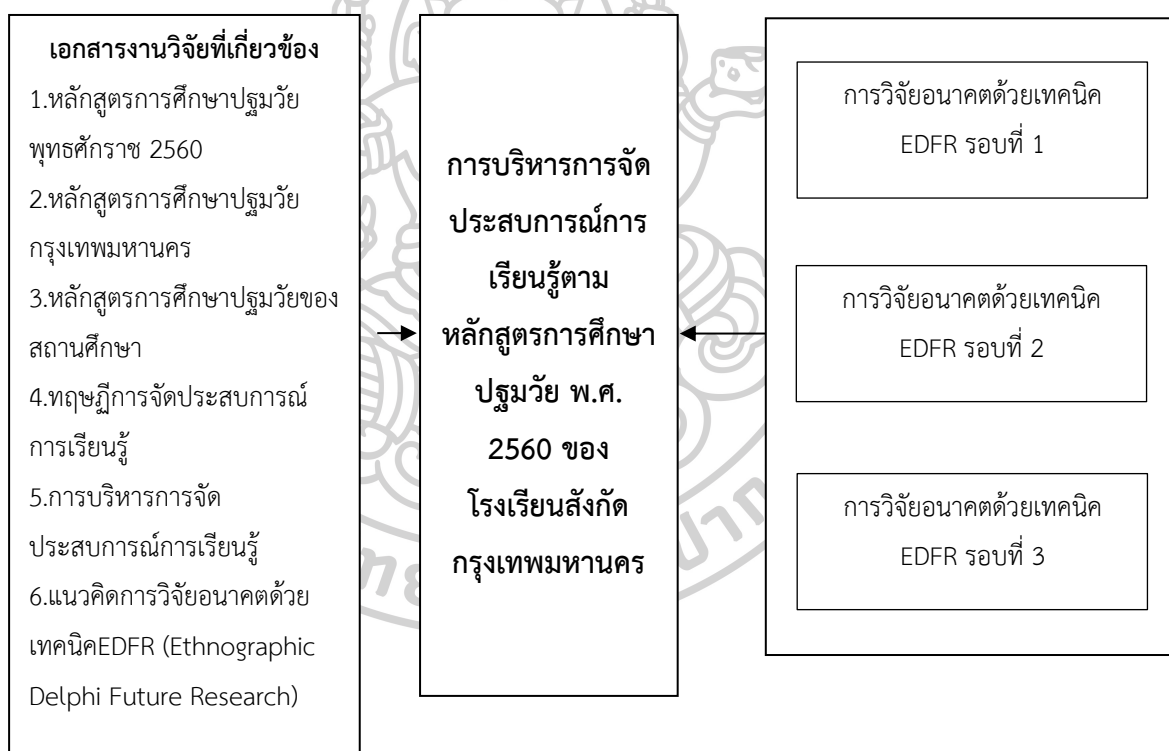 เอกสารงานวิจัยที่เกี่ยวข้อง
1.หลักสูตรการศึกษาปฐมวัย
พุทธศักราช 2560
2.หลักสูตรการศึกษาปฐมวัย
กรุงเทพมหานคร
3.หลักสูตรการศึกษาปฐมวัยของ
สถานศึกษา
4.ทฤษฏีการจัดประสบการณ์
การเรียนรู้
5.การบริหารการจัด
ประสบการณ์การเรียนรู้
6.แนวคิดการวิจัยอนาคตด้วย
เทคนิคEDFR (Ethnographic
Delphi Future Research)
การบริหารการจัด
ประสบการณ์การ
เรียนรู้ตาม
หลักสูตรการศึกษา
ปฐมวัย พ.ศ.
2560 ของ
โรงเรียนสังกัด
กรุงเทพมหานคร
การวิจัยอนาคตด้วยเทคนิค
EDFR รอบที่ 1
การวิจัยอนาคตด้วยเทคนิค
EDFR รอบที่ 2
การวิจัยอนาคตด้วยเทคนิค
EDFR รอบที่ 3